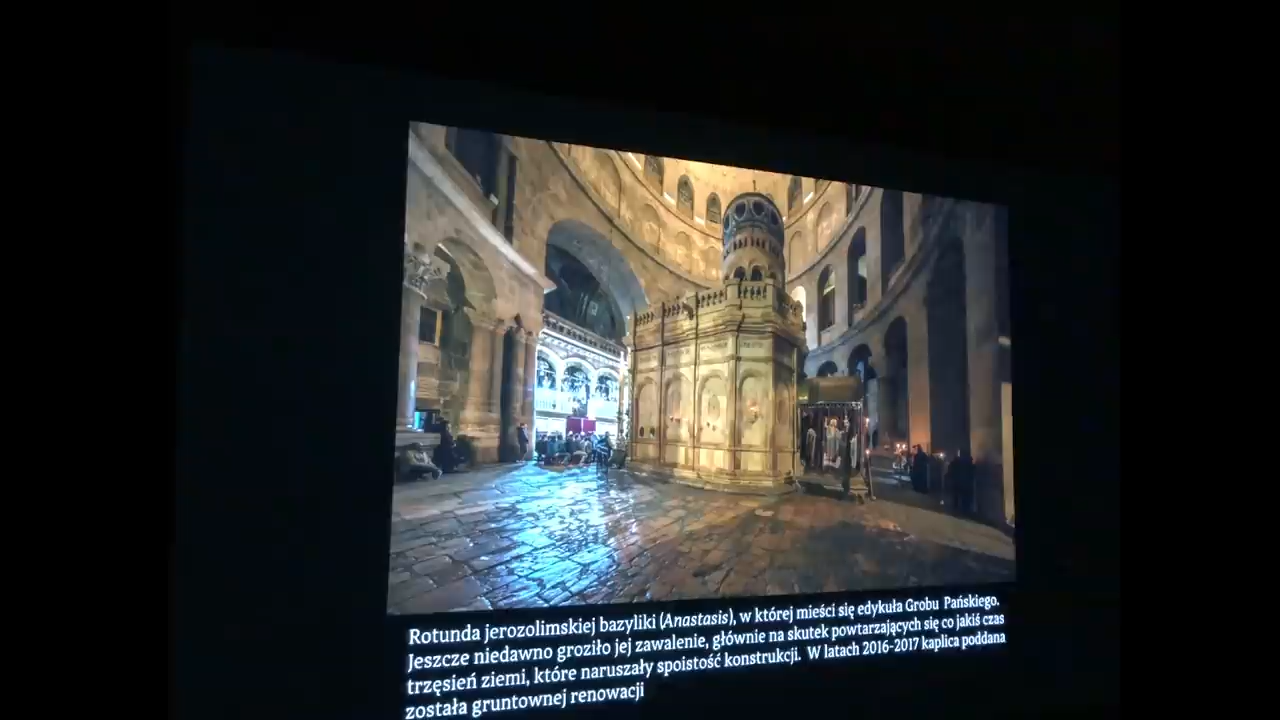 Rotunda jerozolimskiej bazyliki (Anastasis), w której mieści się edykuła Grobu Pańskiego.
Jeszcze niedawno groziło jej zawalenie, głównie na skutek powtarzających się co jakiś czas
trzęsień ziemi, które naruszały spoistość konstrukcji. W latach 2016-2017 kaplica poddana
została gruntownej renowacji